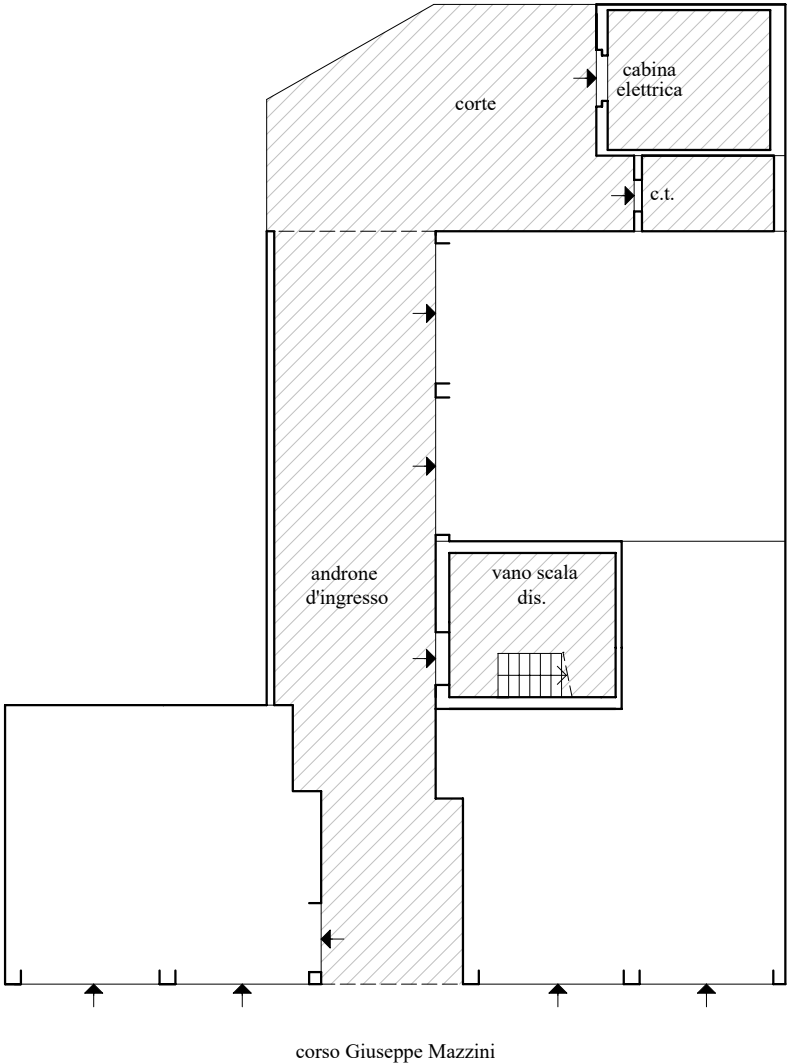 cabina
elettrica
corte
c.t.
androne
d'ingresso
vano scala
dis.
corso Giuseppe Mazzini